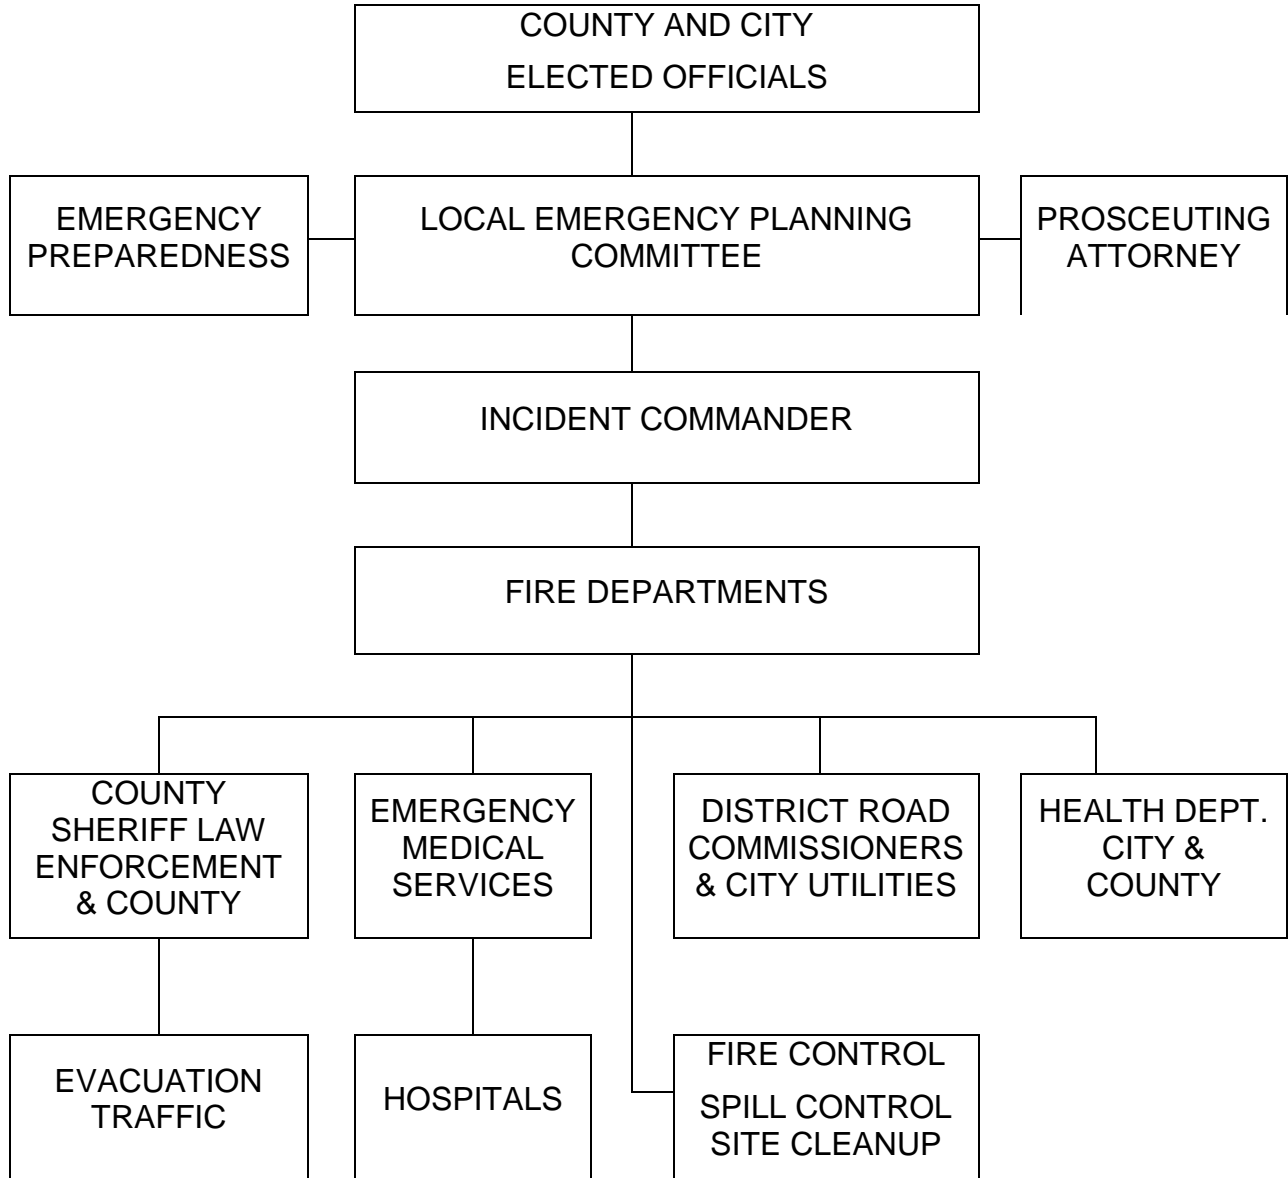 COUNTY AND CITY
ELECTED OFFICIALS
EMERGENCY
PREPAREDNESS
LOCAL EMERGENCY PLANNING
COMMITTEE
PROSCEUTING
ATTORNEY
INCIDENT COMMANDER
FIRE DEPARTMENTS
COUNTY
SHERIFF LAW
ENFORCEMENT
& COUNTY
EMERGENCY
MEDICAL
SERVICES
DISTRICT ROAD
COMMISSIONERS
& CITY UTILITIES
HEALTH DEPT.
CITY &
COUNTY
EVACUATION
TRAFFIC
HOSPITALS
FIRE CONTROL
SPILL CONTROL
SITE CLEANUP